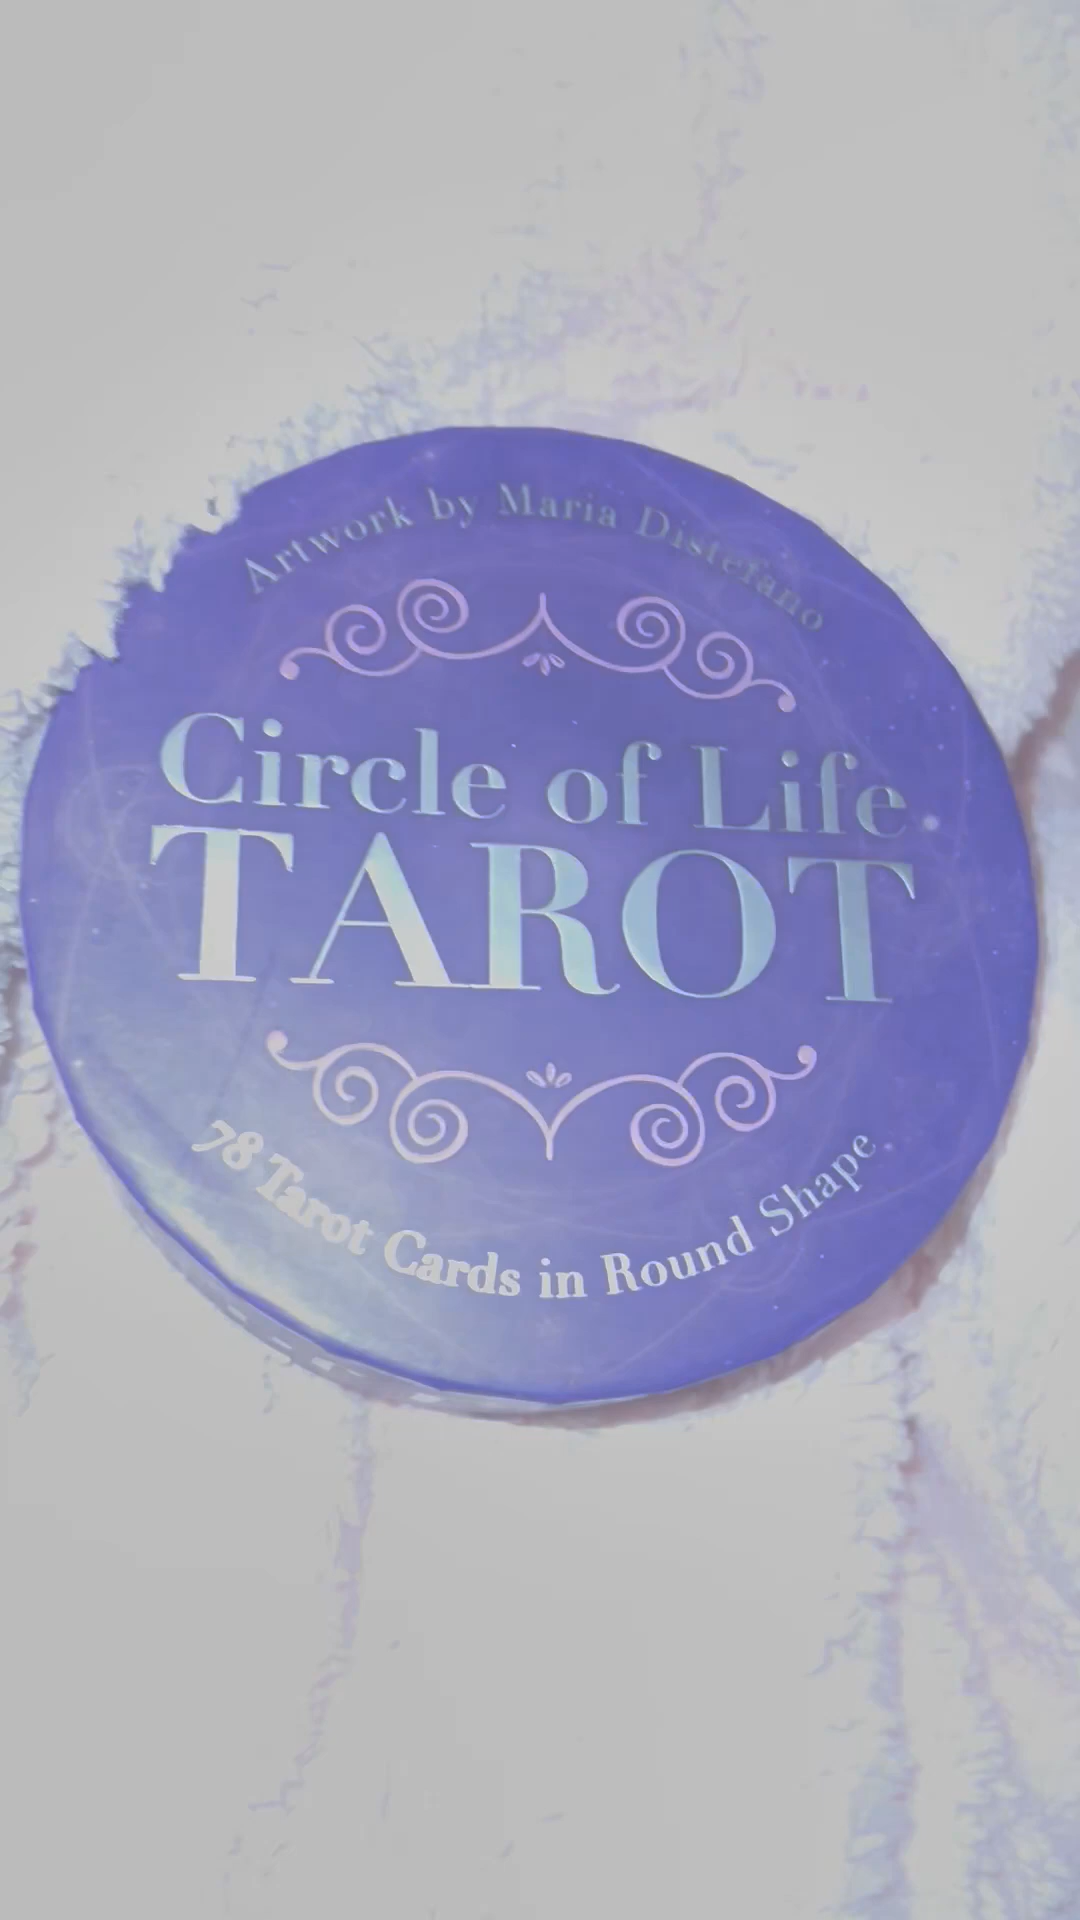 Artwork by Maria Distefano
Circle of Life
TAROT
78 Tarot Cards in Round Shape